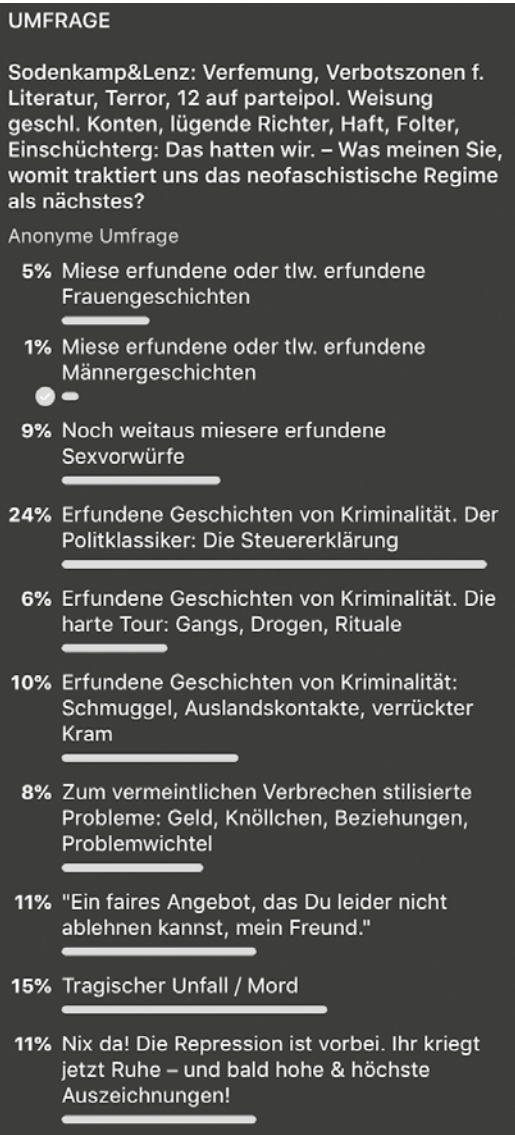 UMFRAGE
Sodenkamp&Lenz: Verfemung, Verbotszonen f.
Literatur, Terror, 12 auf parteipol. Weisung
geschl. Konten, lügende Richter, Haft, Folter,
Einschüchterg: Das hatten wir. – Was meinen Sie,
womit traktiert uns das neofaschistische Regime
als nächstes?
Anonyme Umfrage
5% Miese erfundene oder tlw. erfundene
Frauengeschichten
1% Miese erfundene oder tlw. erfundene
Männergeschichten
9% Noch weitaus miesere erfundene
Sexvorwürfe
24% Erfundene Geschichten von Kriminalität. Der
Politklassiker: Die Steuererklärung
6% Erfundene Geschichten von Kriminalität. Die
harte Tour: Gangs, Drogen, Rituale
10% Erfundene Geschichten von Kriminalität:
Schmuggel, Auslandskontakte, verrückter
Kram
8% Zum vermeintlichen Verbrechen stilisierte
Probleme: Geld, Knöllchen, Beziehungen,
Problemwichtel
11% "Ein faires Angebot, das Du leider nicht
ablehnen kannst, mein Freund."
15% Tragischer Unfall / Mord
11% Nix da! Die Repression ist vorbei. Ihr kriegt
jetzt Ruhe – und bald hohe & höchste
Auszeichnungen!